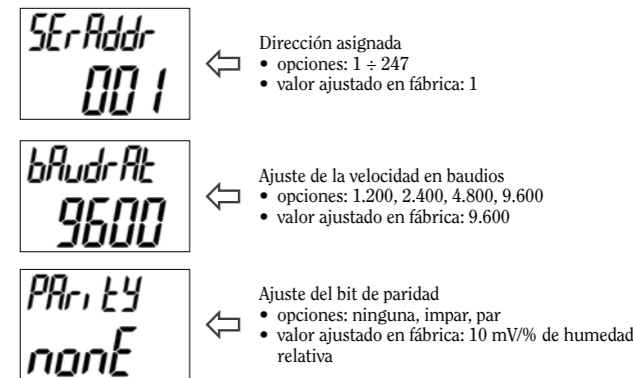 SErAddr
001
Dirección asignada
• opciones: 1 ÷ 247
• valor ajustado en fábrica: 1
bAudrAt
9600
Ajuste de la velocidad en baudios
• opciones: 1.200, 2.400, 4.800, 9.600
• valor ajustado en fábrica: 9.600
PAritY
nonE
Ajuste del bit de paridad
• opciones: ninguna, impar, par
• valor ajustado en fábrica: 10 mV/% de humedad
relativa